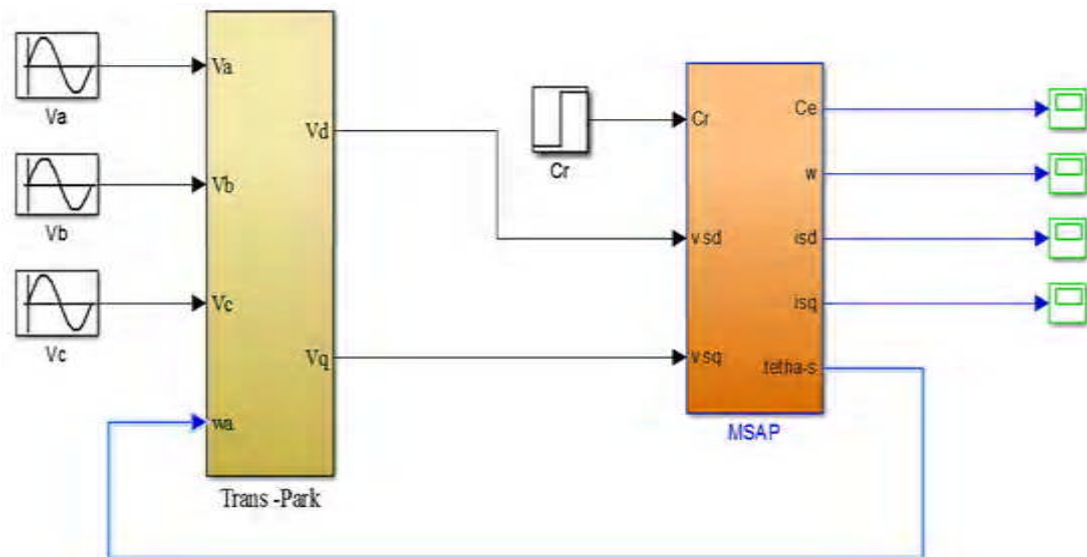 Va
Vb
Vc
Va
Vb
Vc
wa
Vd
Vq
Trans -Park
Cr
Cr
vsd
vsq
Ce
w
isd
isq
tetha-s
MSAP